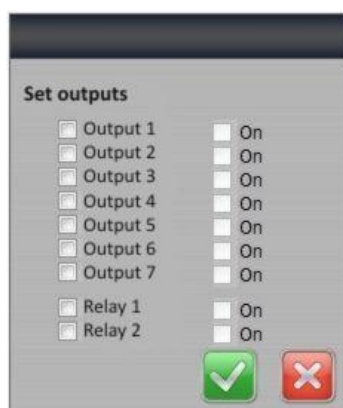 Set outputs
Output 1 On
Output 2 On
Output 3 On
Output 4 On
Output 5 On
Output 6 On
Output 7 On
Relay 1 On
Relay 2 On